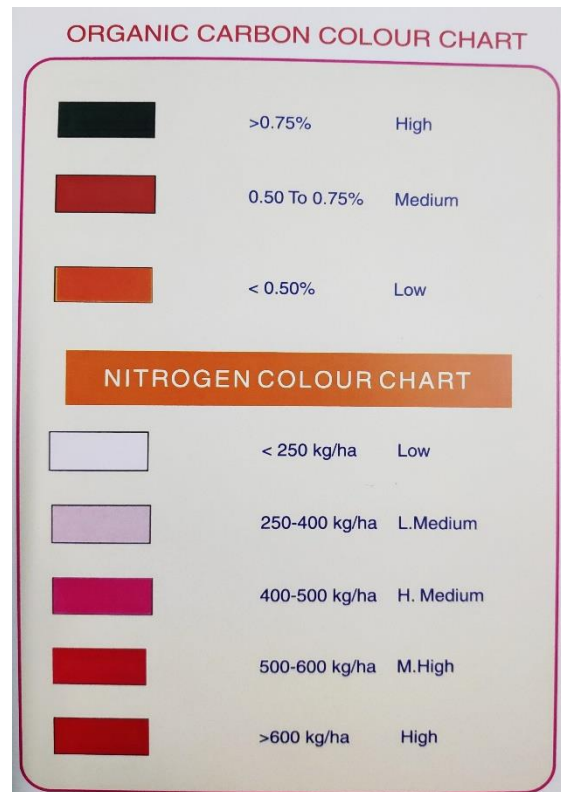 ORGANIC CARBON COLOUR CHART
>0.75% High
0.50 To 0.75% Medium
< 0.50% Low
NITROGEN COLOUR CHART
< 250 kg/ha Low
250-400 kg/ha L.Medium
400-500 kg/ha H. Medium
500-600 kg/ha M.High
>600 kg/ha High